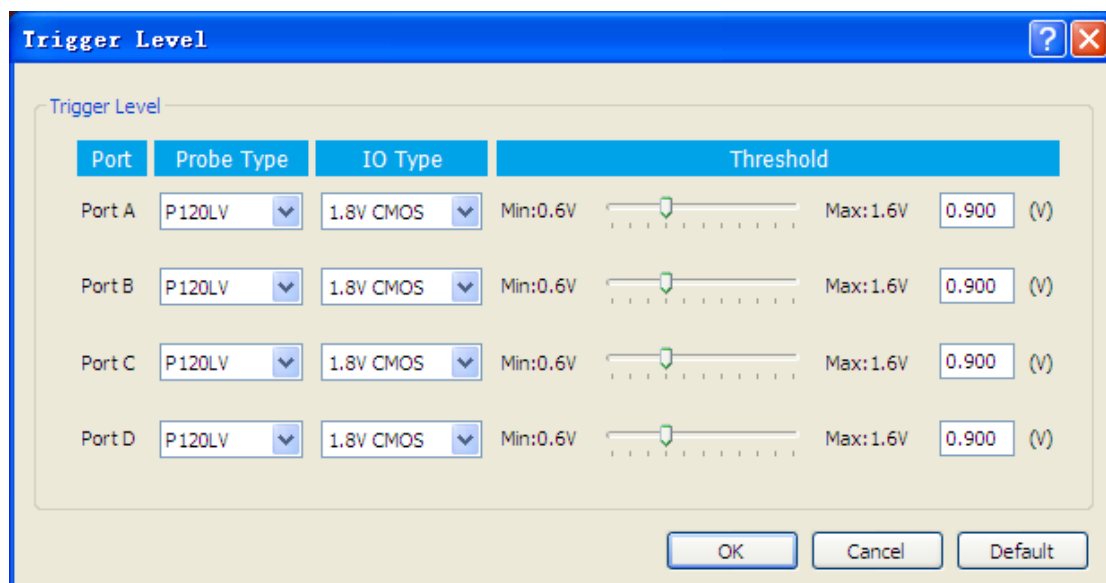 Trigger Level
Trigger Level
Port Probe Type IO Type Threshold
Port A P120LV 1.8V CMOS Min:0.6V Max:1.6V 0.900 (V)
Port B P120LV 1.8V CMOS Min:0.6V Max:1.6V 0.900 (V)
Port C P120LV 1.8V CMOS Min:0.6V Max:1.6V 0.900 (V)
Port D P120LV 1.8V CMOS Min:0.6V Max:1.6V 0.900 (V)
OK Cancel Default